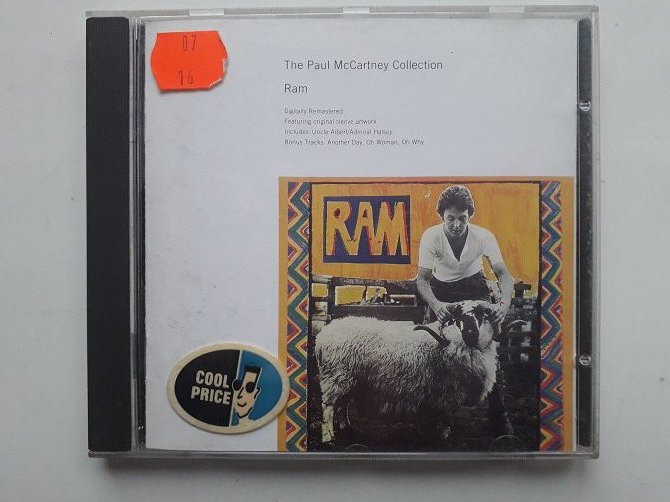 07
16
The Paul McCartney Collection
Ram
Digitally Remastered
Featuring original sleeve artwork
Includes: Uncle Albert/Admiral Halsey
Bonus Tracks: Another Day, Oh Woman, Oh Why
RAM
COOL
PRICE